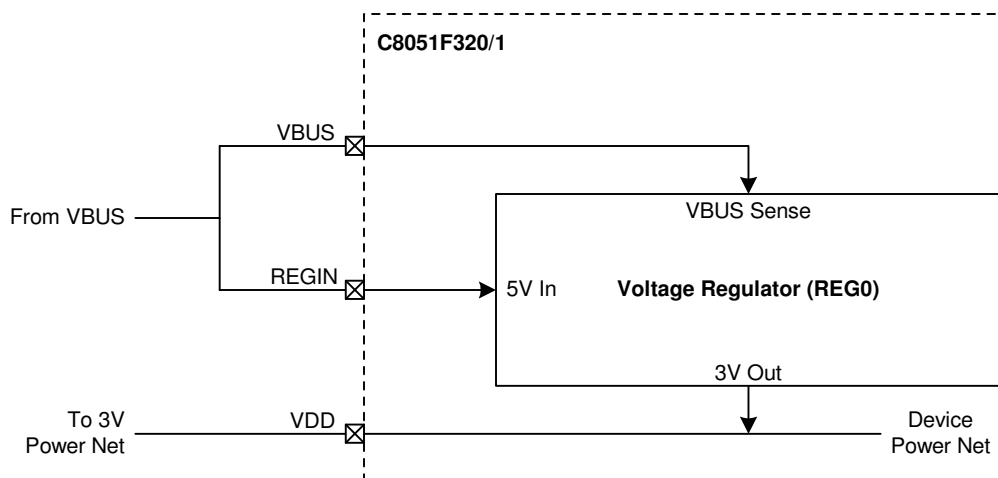 C8051F320/1
VBUS
From VBUS
VBUS Sense
REGIN
5V In
Voltage Regulator (REG0)
3V Out
To 3V
Power Net
VDD
Device
Power Net